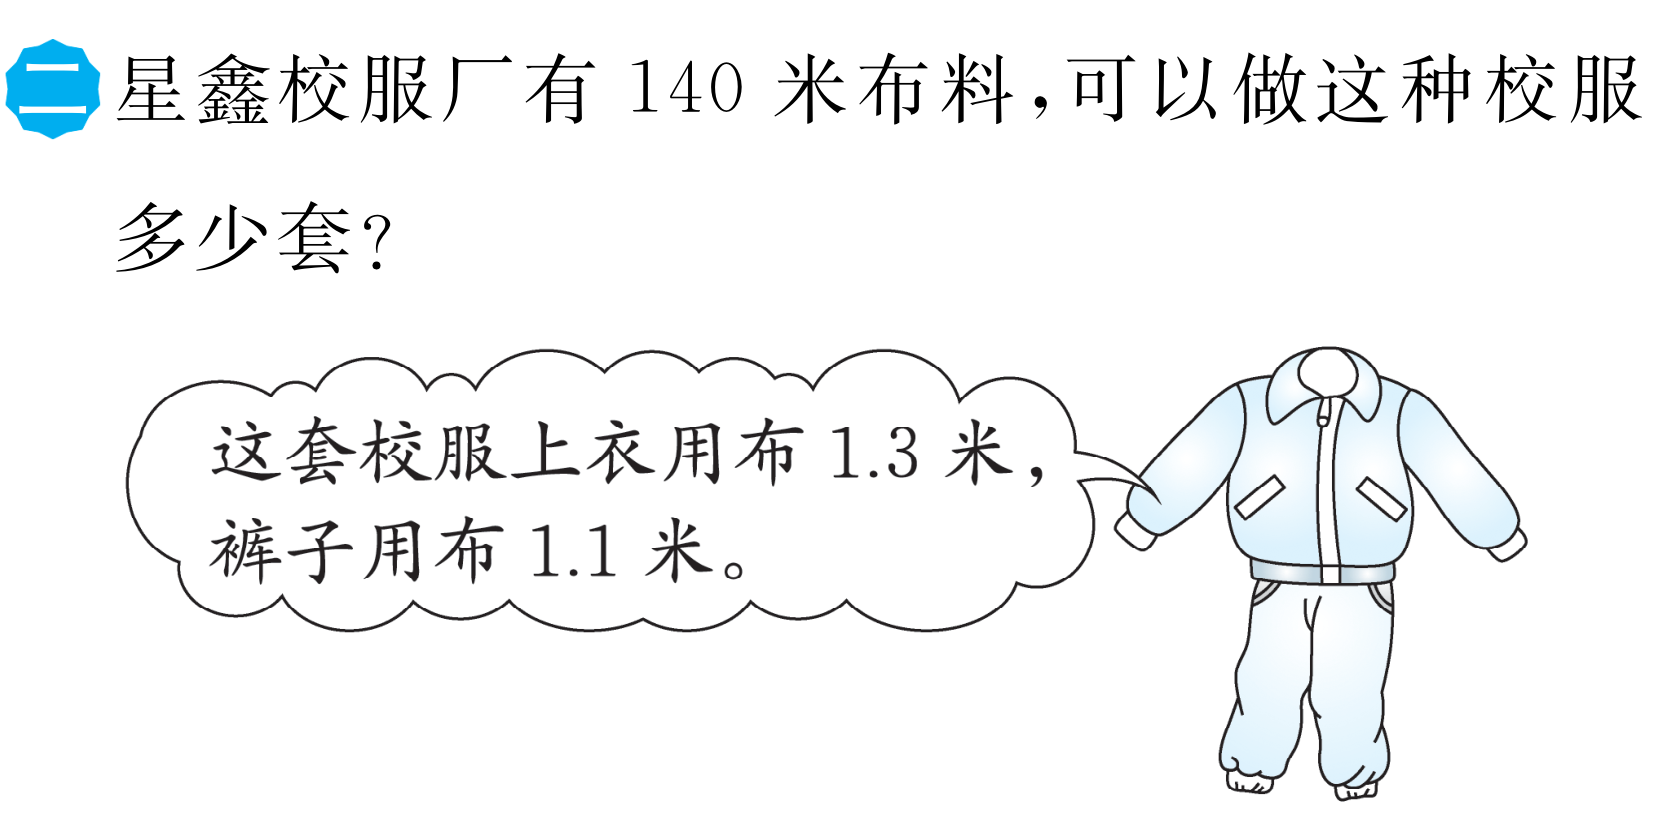 二 星鑫校服厂有 140 米布料,可以做这种校服
多少套?
这套校服上衣用布 1.3 米,
裤子用布 1.1 米。